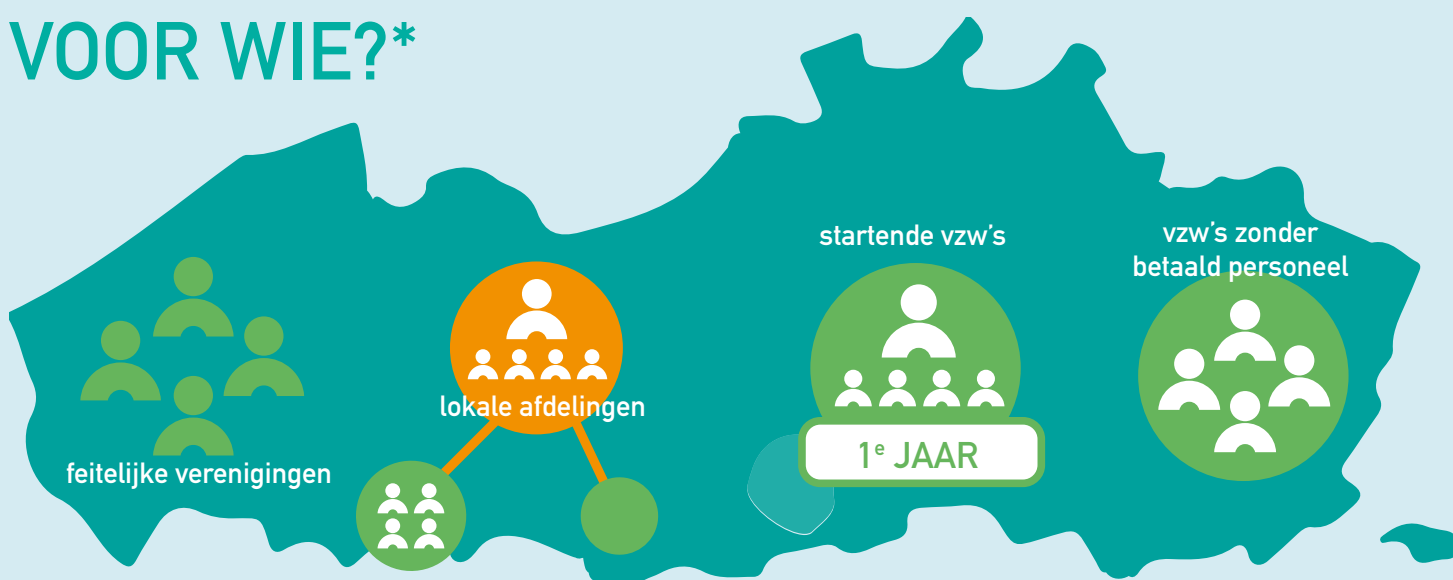 VOOR WIE?*
startende vzw's
vzw's zonder
betaald personeel
lokale afdelingen
1e JAAR
feitelijke verenigingen